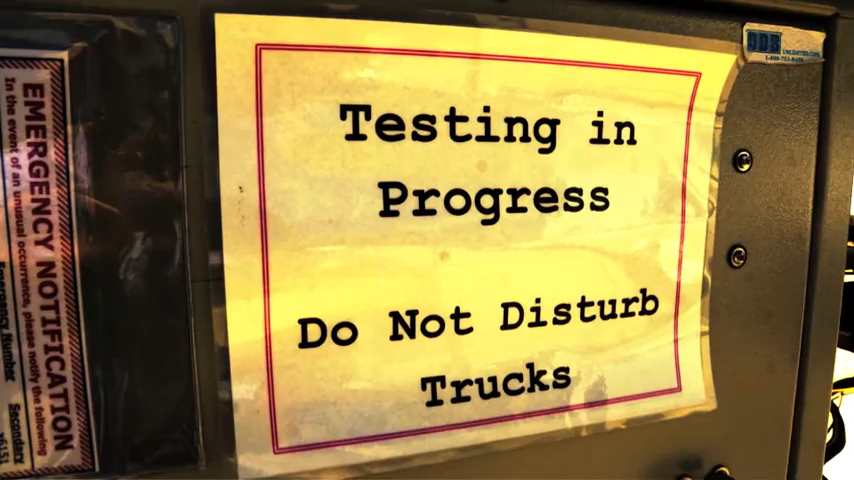 EMERGENCY NOTIFICATION
In the event of an unusual occurrence, please notify the following
Emergency Number
Secondary
Testing in
Progress
Do Not Disturb
Trucks